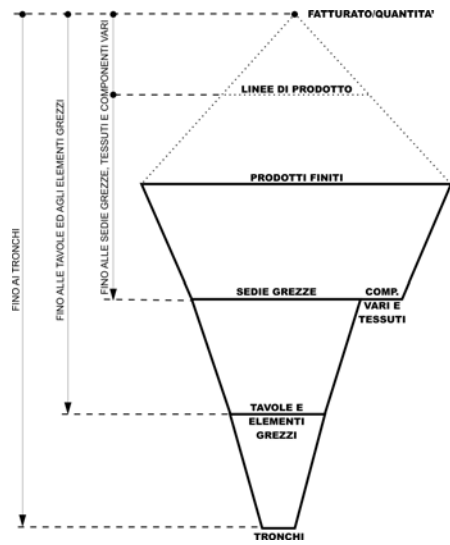 FATTURATO/QUANTITA'
LINEE DI PRODOTTO
PRODOTTI FINITI
SEDIE GREZZE
COMP.
VARI E
TESSUTI
TAVOLE E
ELEMENTI
GREZZI
TRONCHI
FINO AI TRONCHI
FINO ALLE TAVOLE ED AGLI ELEMENTI GREZZI
FINO ALLE SEDIE GREZZE, TESSUTI E COMPONENTI VARI